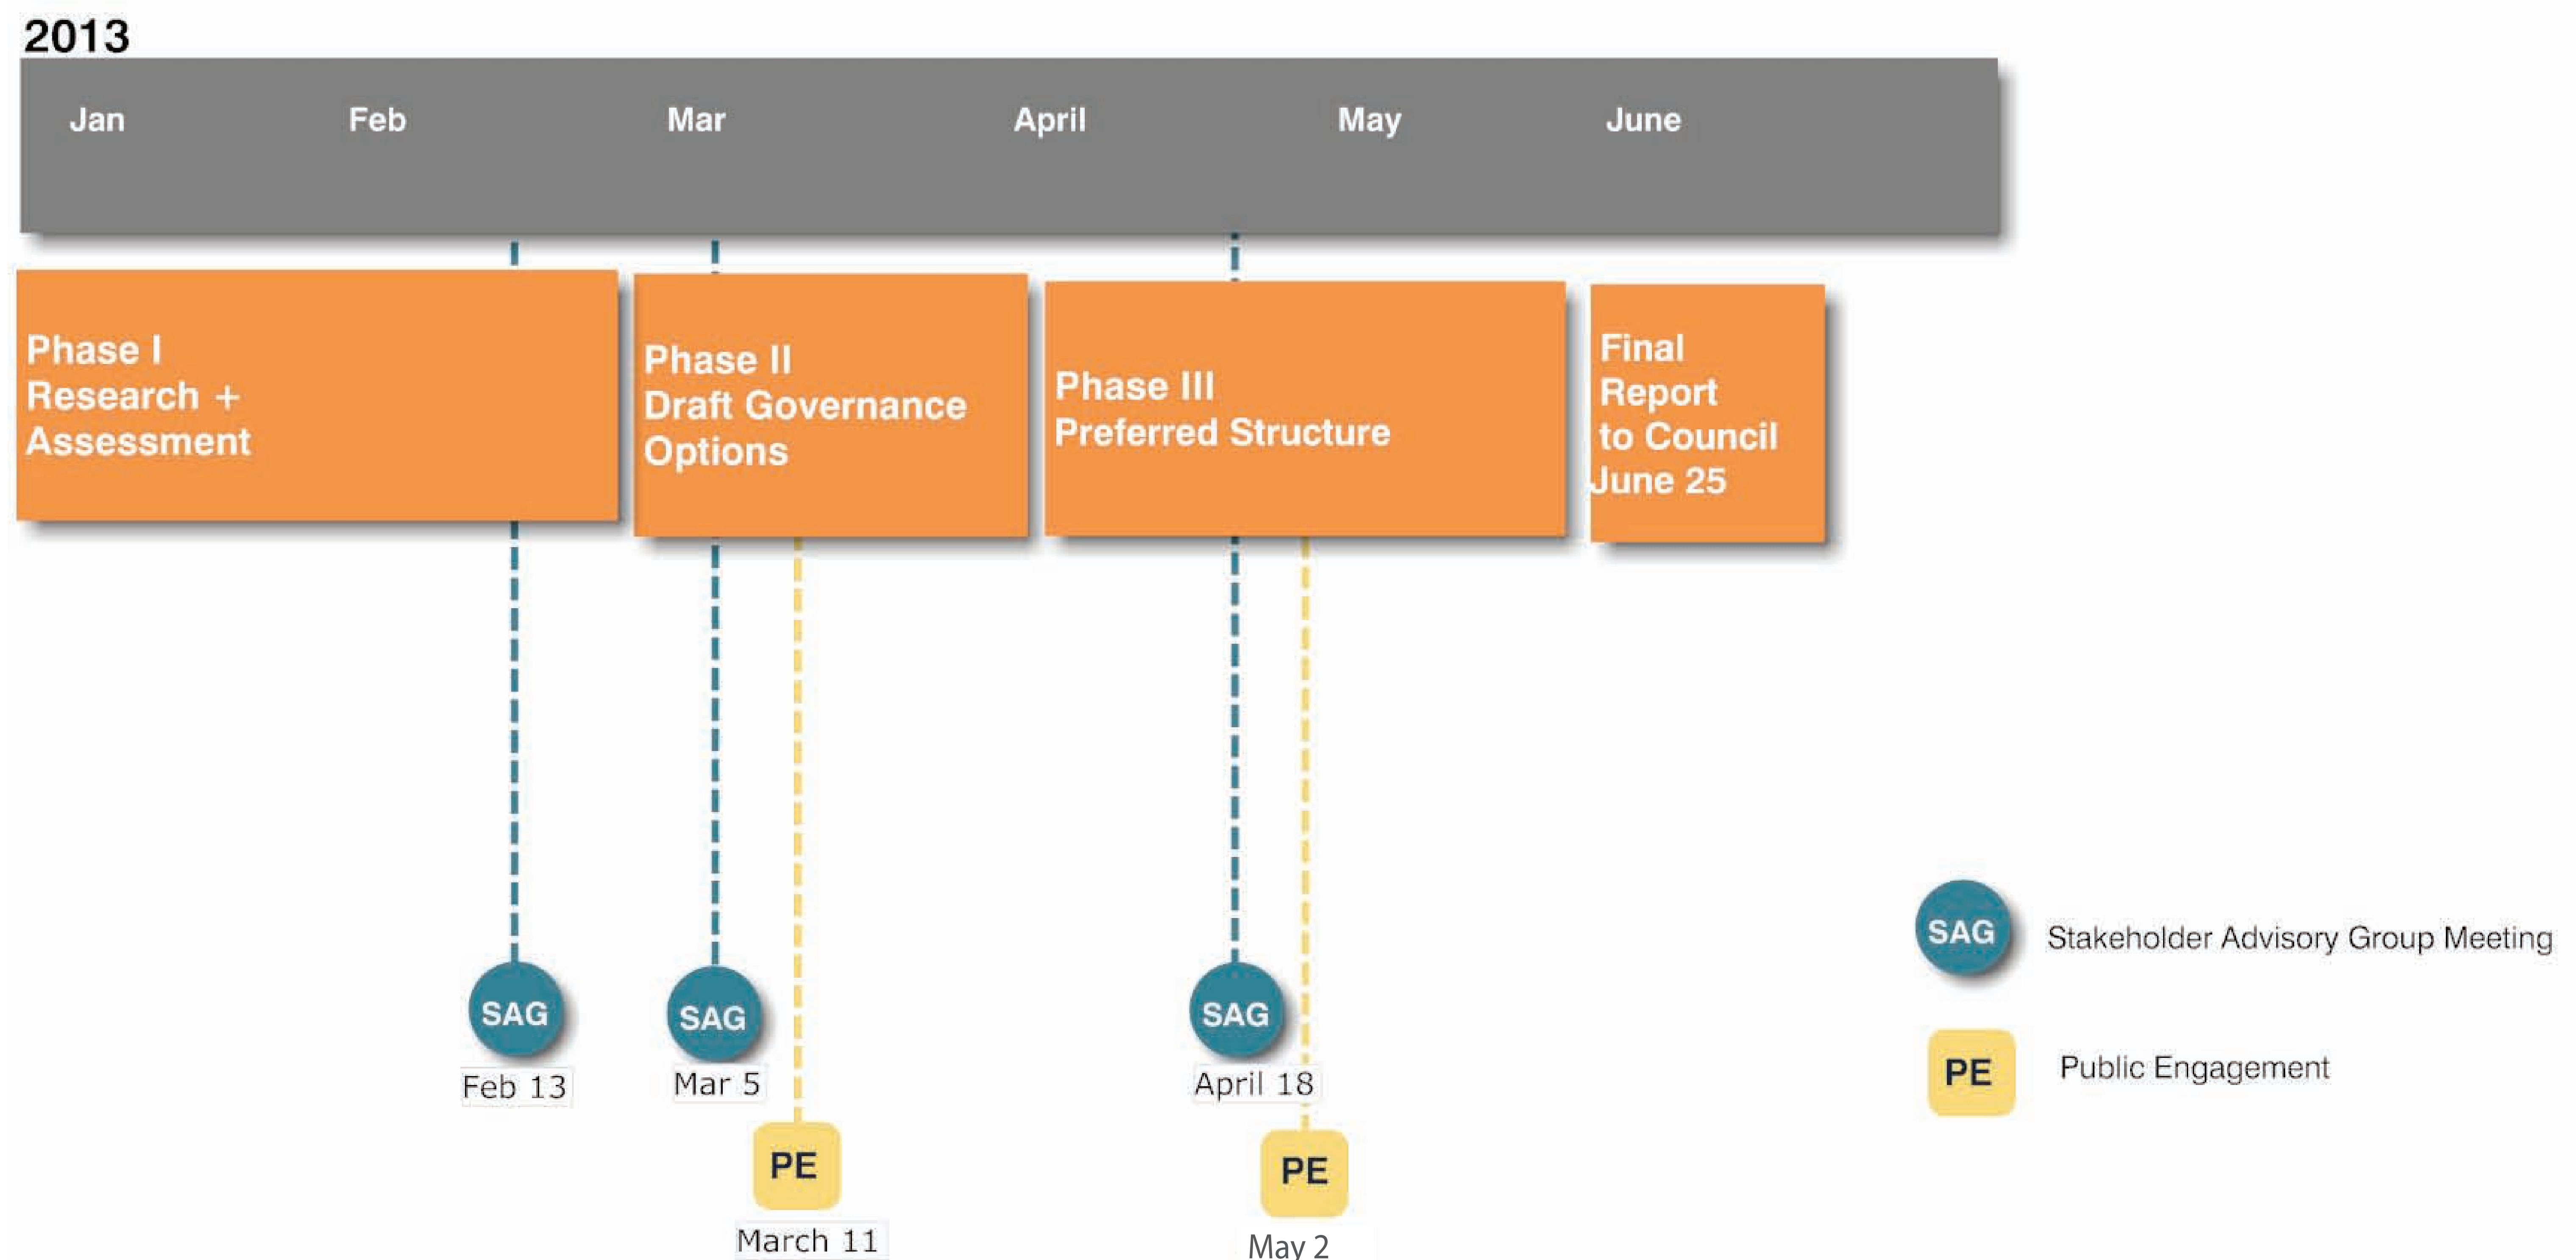 2013
Jan Feb Mar April May June
Phase I
Research +
Assessment
Phase II
Draft Governance
Options
Phase III
Preferred Structure
Final
Report
to Council
June 25
SAG
Feb 13
SAG
Mar 5
PE
March 11
SAG
April 18
PE
May 2
SAG Stakeholder Advisory Group Meeting
PE Public Engagement